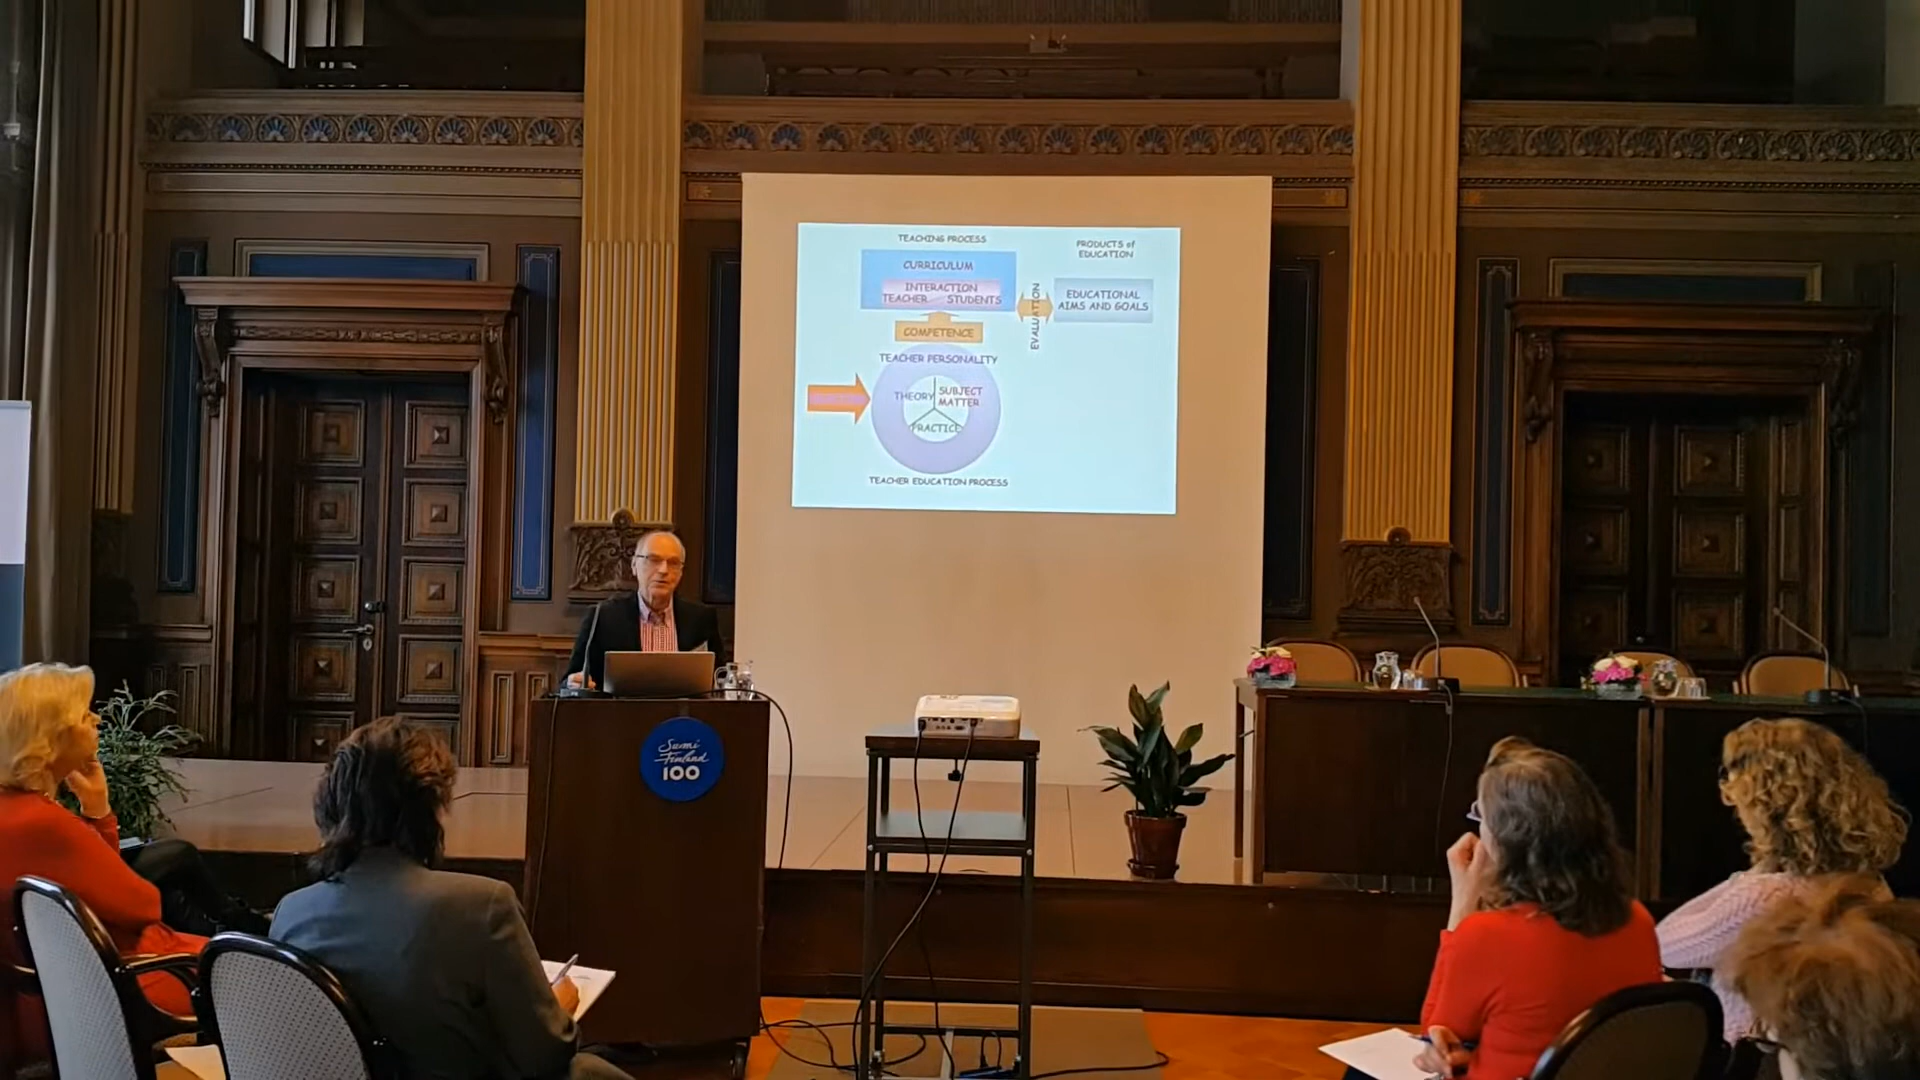 TEACHING PROCESS
PRODUCTS of
EDUCATION
CURRICULUM
INTERACTION
TEACHER STUDENTS
EVALUATION
EDUCATIONAL
AIMS AND GOALS
COMPETENCE
TEACHER PERSONALITY
THEORY
SUBJECT
MATTER
PRACTICE
TEACHER EDUCATION PROCESS
Suomi
Finland
100